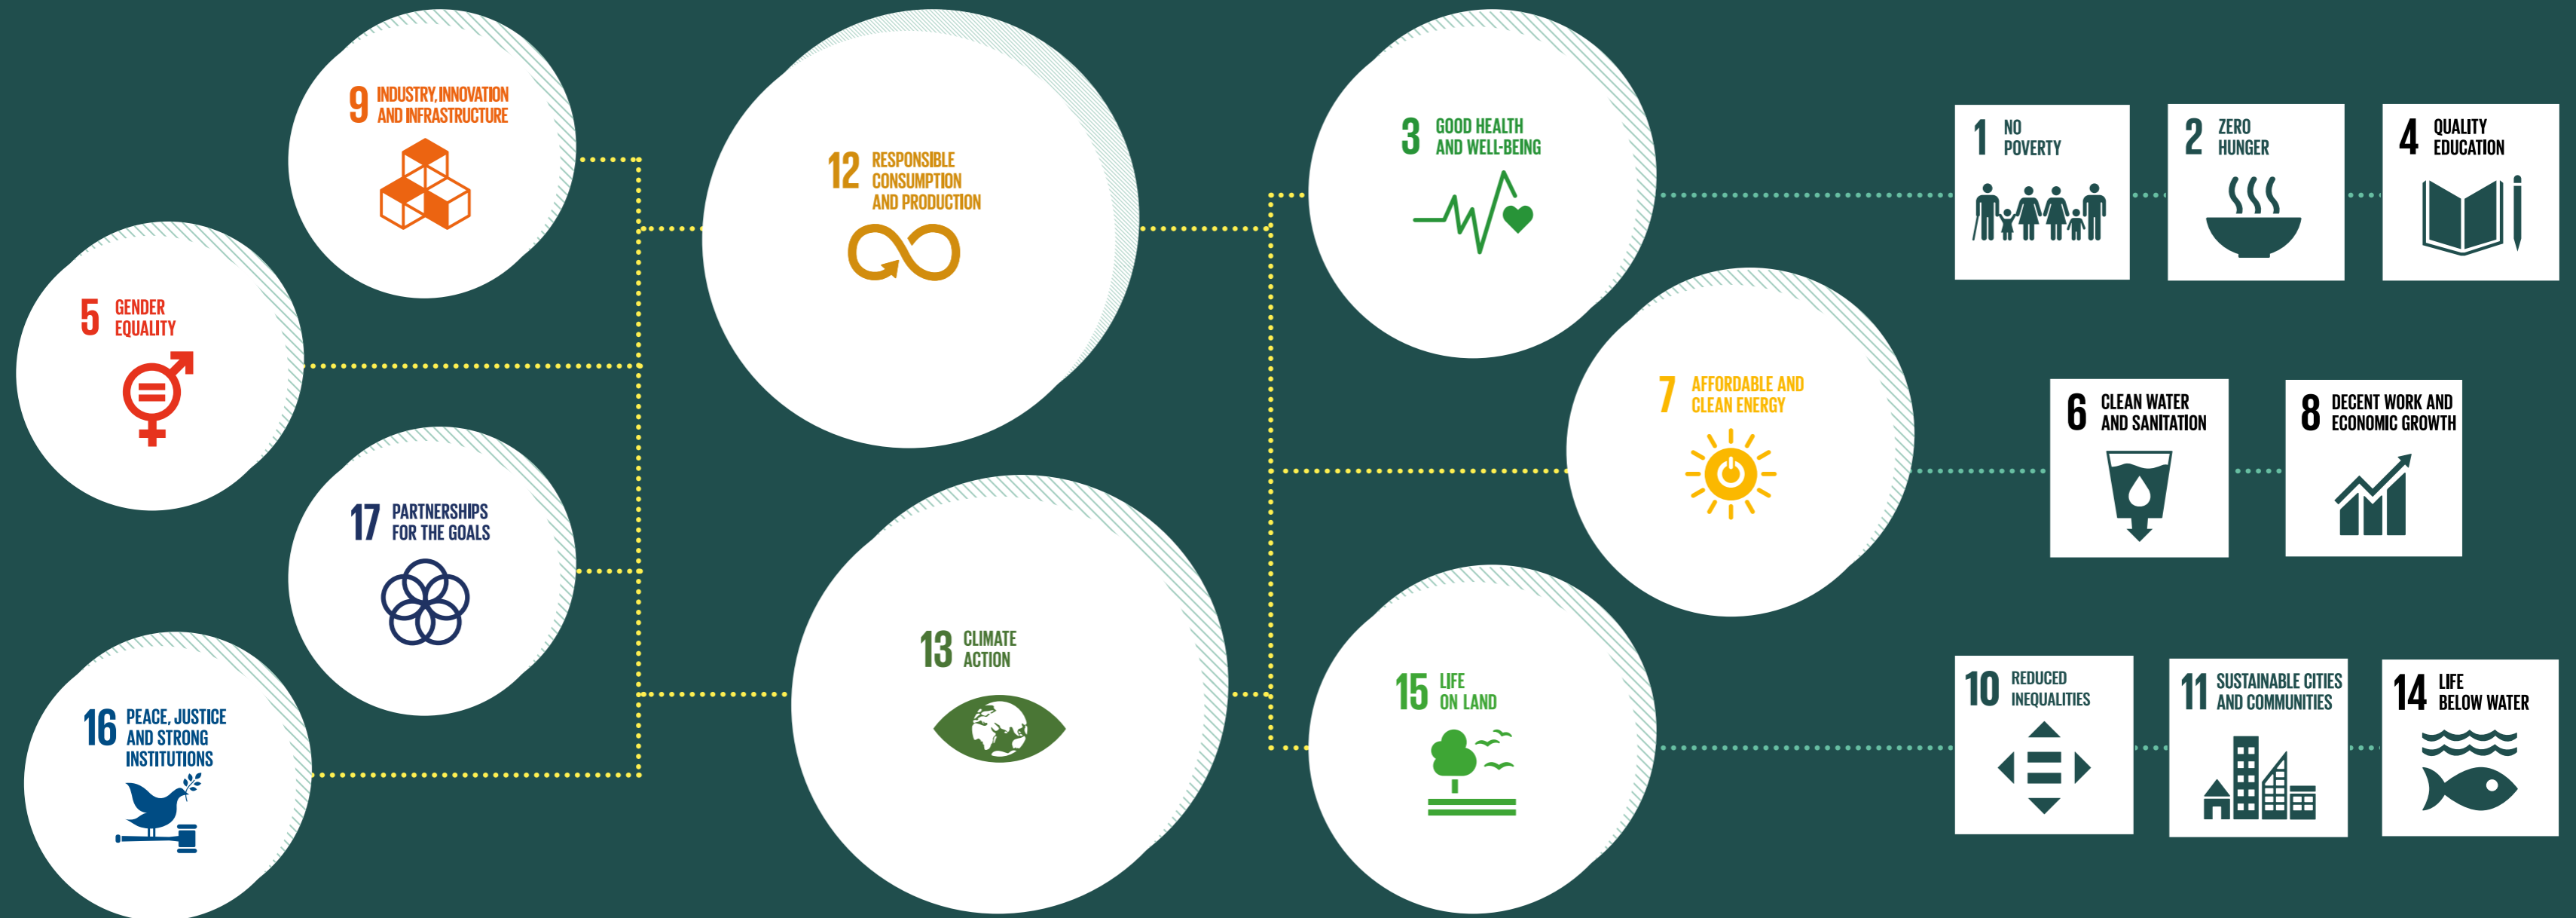 9 INDUSTRY, INNOVATION
AND INFRASTRUCTURE
5 GENDER
EQUALITY
17 PARTNERSHIPS
FOR THE GOALS
16 PEACE, JUSTICE
AND STRONG
INSTITUTIONS
12 RESPONSIBLE
CONSUMPTION
AND PRODUCTION
13 CLIMATE
ACTION
3 GOOD HEALTH
AND WELL-BEING
7 AFFORDABLE AND
CLEAN ENERGY
15 LIFE
ON LAND
1 NO
POVERTY
2 ZERO
HUNGER
4 QUALITY
EDUCATION
6 CLEAN WATER
AND SANITATION
8 DECENT WORK AND
ECONOMIC GROWTH
10 REDUCED
INEQUALITIES
11 SUSTAINABLE CITIES
AND COMMUNITIES
14 LIFE
BELOW WATER